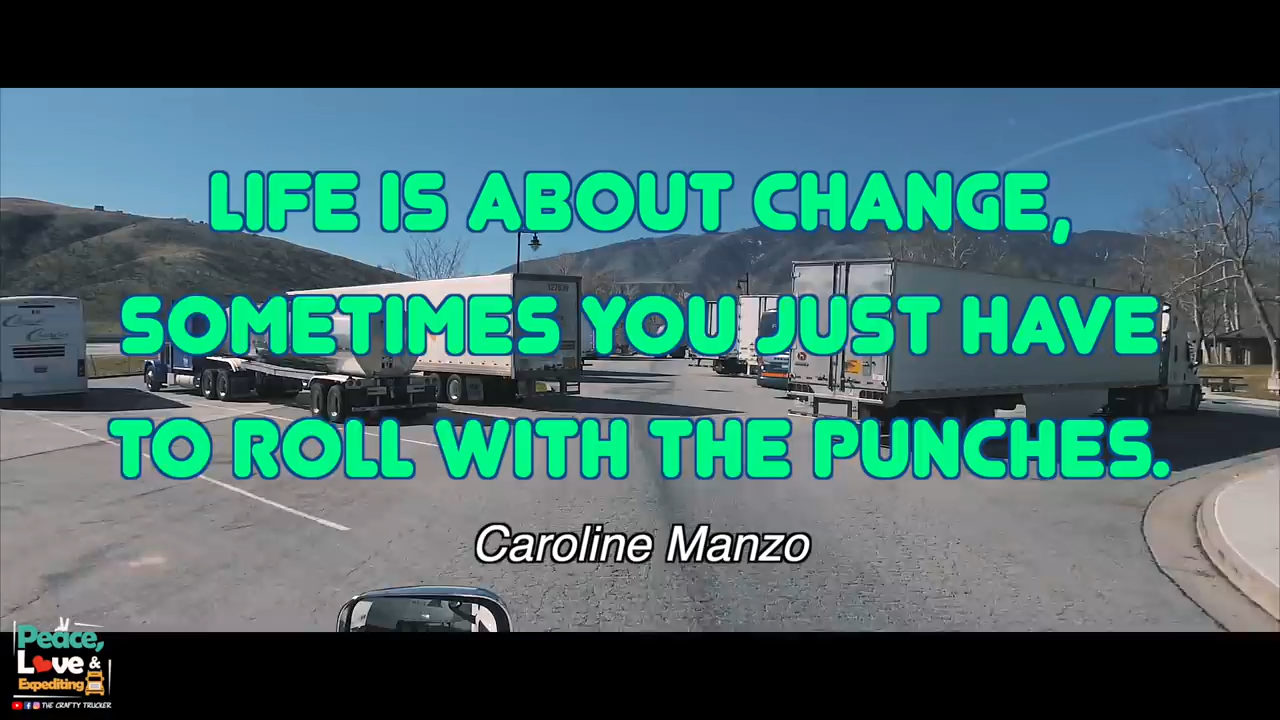 LIFE IS ABOUT CHANGE,
SOMETIMES YOU JUST HAVE
TO ROLL WITH THE PUNCHES.
Caroline Manzo
127039
Peace,
Love &
Expediting
THE CRAFTY TRUCKER